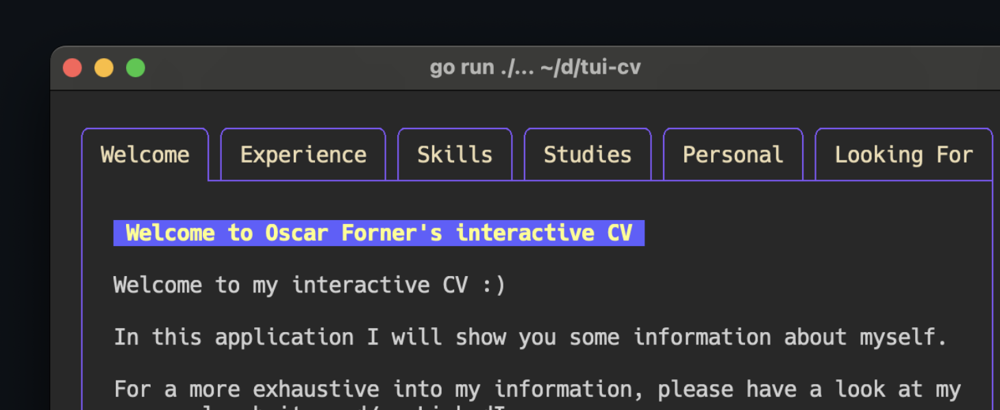 go run ./... ~/d/tui-cv
Welcome Experience Skills Studies Personal Looking For
Welcome to Oscar Forner's interactive CV
Welcome to my interactive CV :)
In this application I will show you some information about myself.
For a more exhaustive into my information, please have a look at my